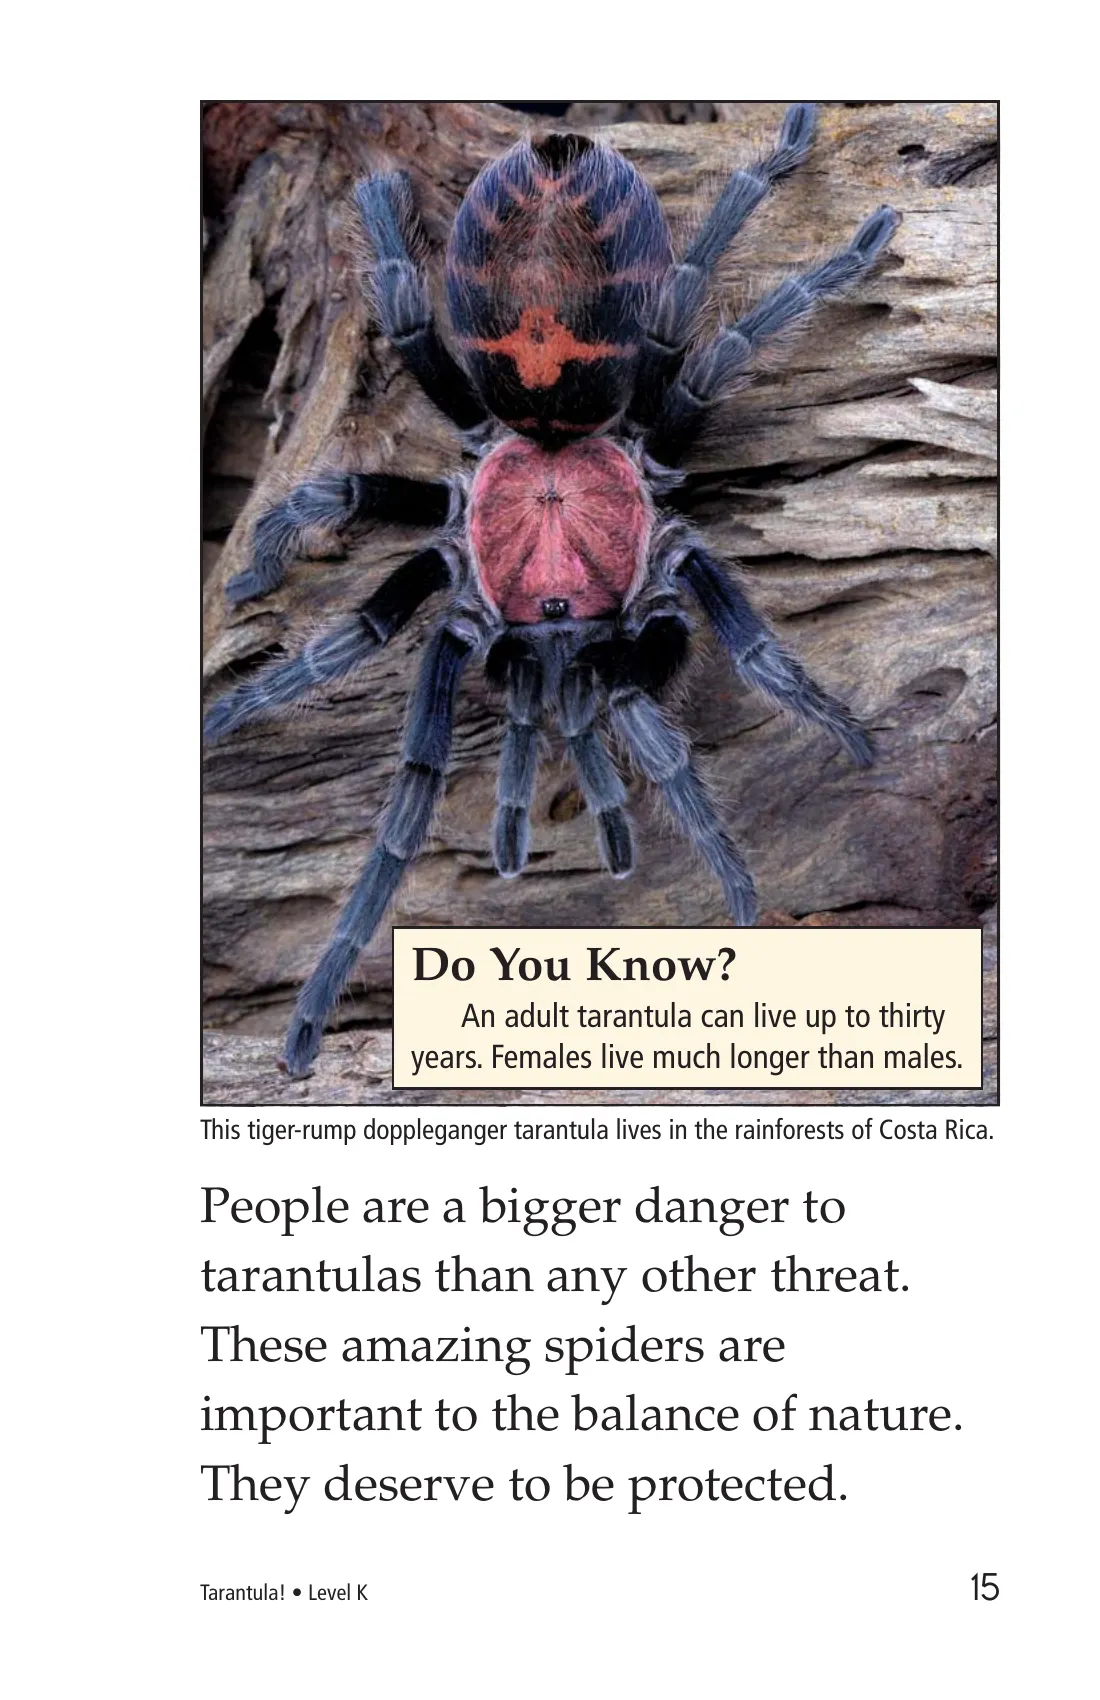 Do You Know?
An adult tarantula can live up to thirty
years. Females live much longer than males.
This tiger-rump doppleganger tarantula lives in the rainforests of Costa Rica.
People are a bigger danger to
tarantulas than any other threat.
These amazing spiders are
important to the balance of nature.
They deserve to be protected.
Tarantula! • Level K
15